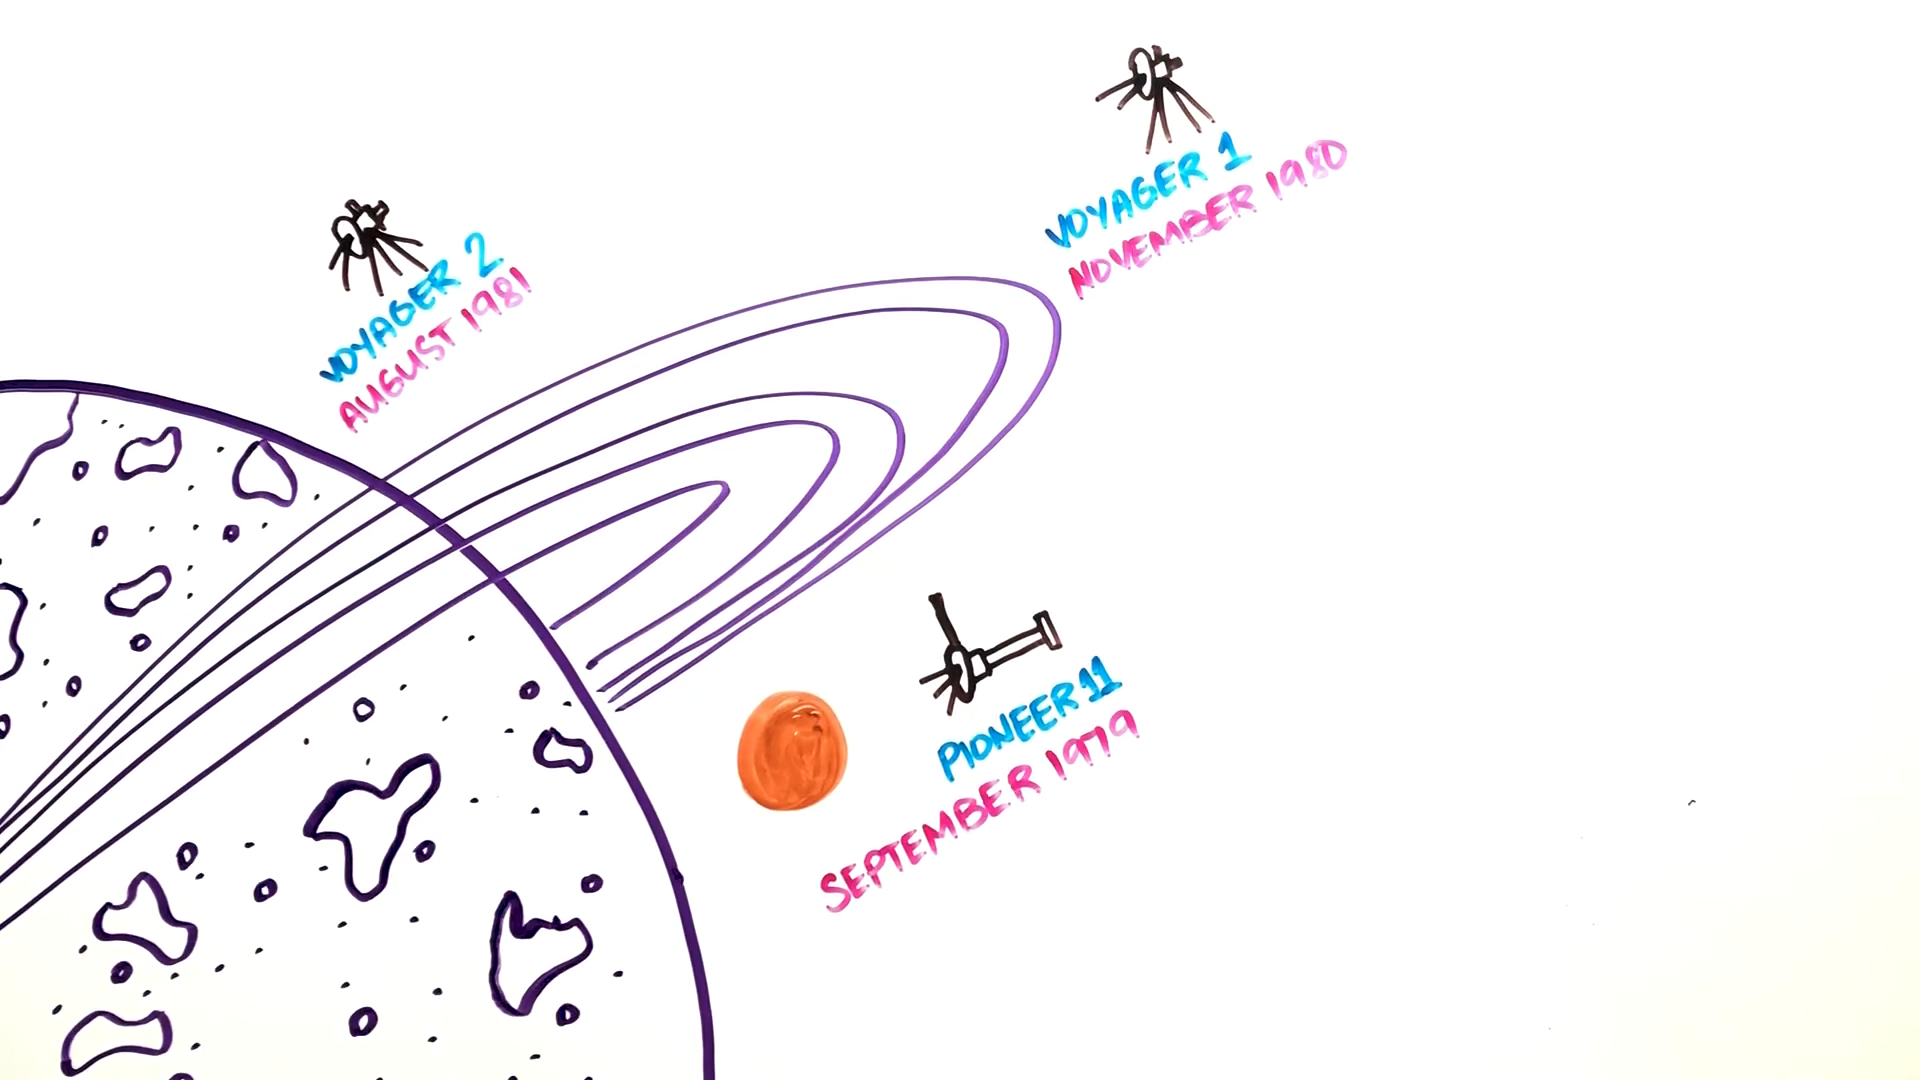 VOYAGER 1
NOVEMBER 1980
VOYAGER 2
AUGUST 1981
PIONEER 11
SEPTEMBER 1979